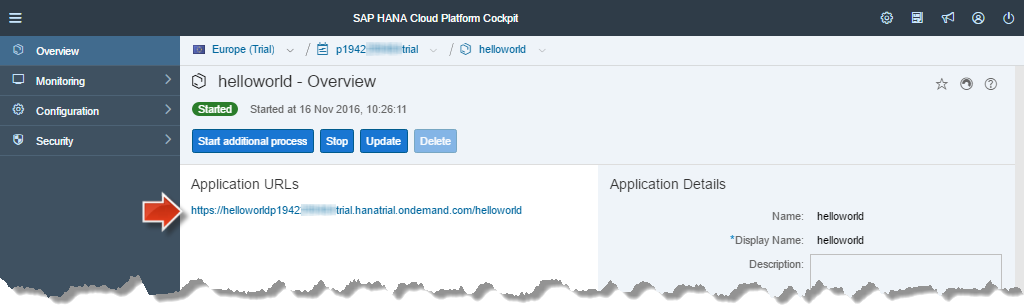 SAP HANA Cloud Platform Cockpit
Overview
Monitoring
Configuration
Security
Europe (Trial) / p1942 trial / helloworld
helloworld - Overview
Started Started at 16 Nov 2016, 10:26:11
Start additional process Stop Update Delete
Application URLs
https://helloworldp1942 trial.hanatrial.ondemand.com/helloworld
Application Details
Name: helloworld
*Display Name: helloworld
Description: